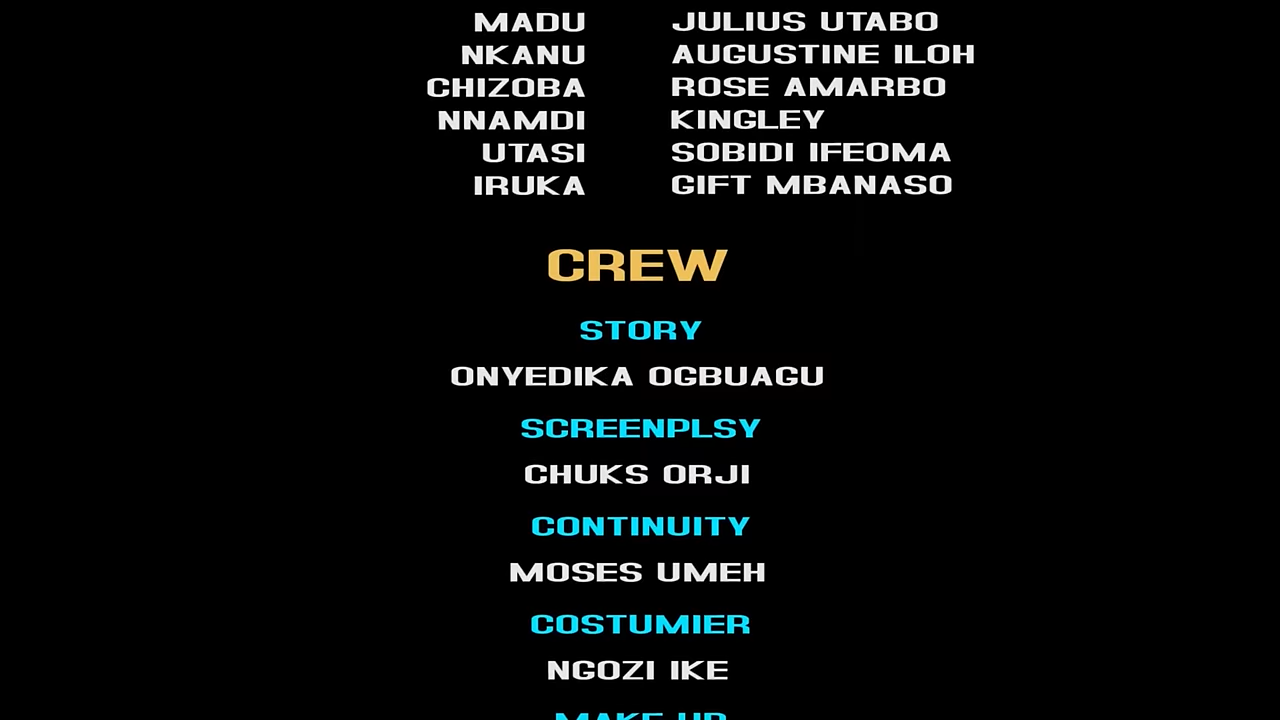 MADU JULIUS UTABO
NKANU AUGUSTINE ILOH
CHIZOBA ROSE AMARBO
NNAMDI KINGLEY
UTASI SOBIDI IFEOMA
IRUKA GIFT MBANASO
CREW
STORY
ONYEDIKA OGBUAGU
SCREENPLSY
CHUKS ORJI
CONTINUITY
MOSES UMEH
COSTUMIER
NGOZI IKE
MAKE UP